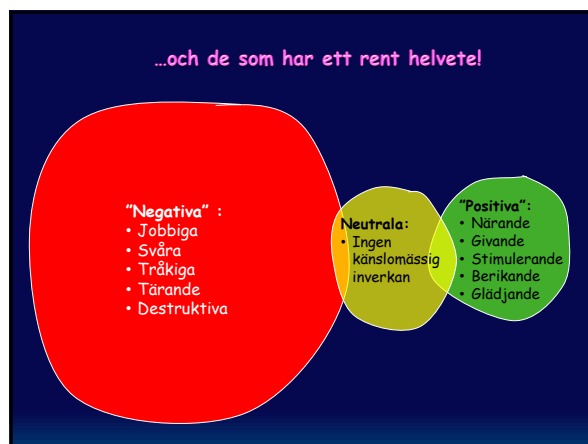 …och de som har ett rent helvete!
"Negativa" :
• Jobbiga
• Svåra
• Tråkiga
• Tärande
• Destruktiva
Neutrala:
• Ingen
känslomässig
inverkan
"Positiva":
• Närande
• Givande
• Stimulerande
• Berikande
• Glädjande